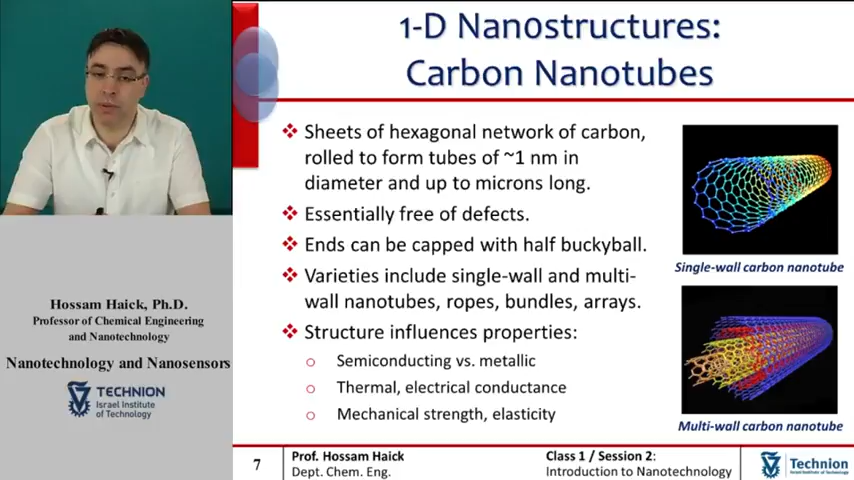 1-D Nanostructures:
Carbon Nanotubes
❖ Sheets of hexagonal network of carbon,
rolled to form tubes of ~1 nm in
diameter and up to microns long.
❖ Essentially free of defects.
❖ Ends can be capped with half buckyball.
❖ Varieties include single-wall and multi-
wall nanotubes, ropes, bundles, arrays.
❖ Structure influences properties:
o Semiconducting vs. metallic
o Thermal, electrical conductance
o Mechanical strength, elasticity
Single-wall carbon nanotube
Multi-wall carbon nanotube
Hossam Haick, Ph.D.
Professor of Chemical Engineering
and Nanotechnology
Nanotechnology and Nanosensors
TECHNION
Israel Institute
of Technology
7
Prof. Hossam Haick
Dept. Chem. Eng.
Class 1 / Session 2:
Introduction to Nanotechnology
Technion
Israel Institute of Technology